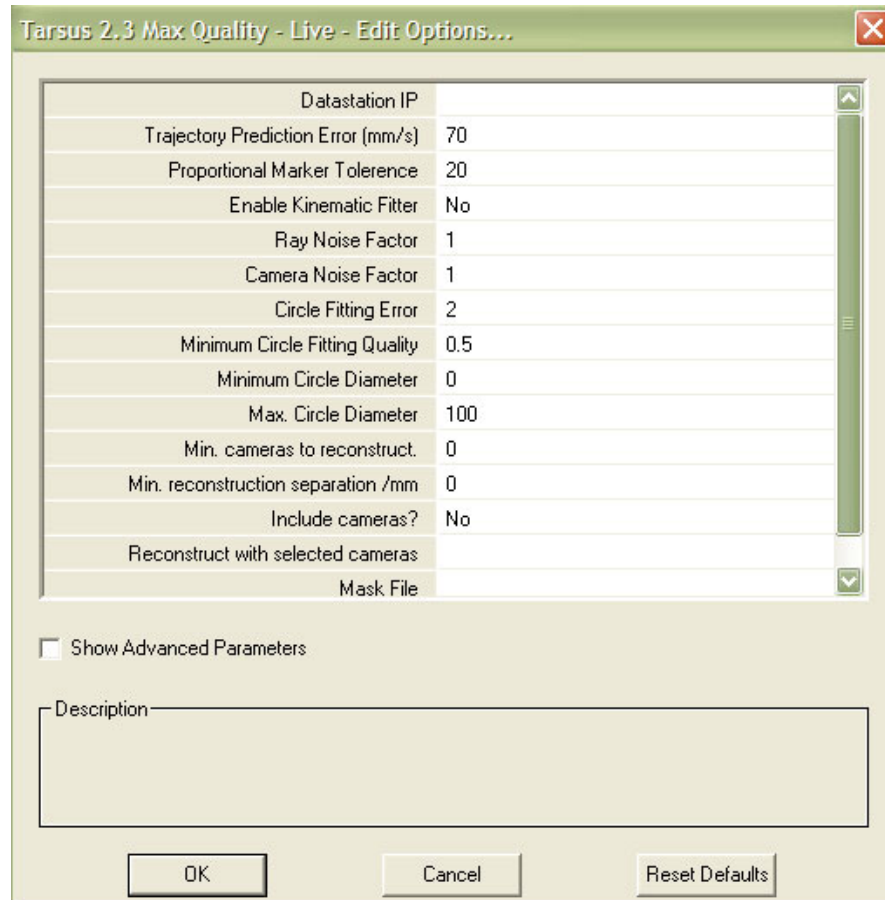 Tarsus 2.3 Max Quality - Live - Edit Options...
Datastation IP
Trajectory Prediction Error (mm/s) 70
Proportional Marker Tolerence 20
Enable Kinematic Fitter No
Ray Noise Factor 1
Camera Noise Factor 1
Circle Fitting Error 2
Minimum Circle Fitting Quality 0.5
Minimum Circle Diameter 0
Max. Circle Diameter 100
Min. cameras to reconstruct. 0
Min. reconstruction separation /mm 0
Include cameras? No
Reconstruct with selected cameras
Mask File
Show Advanced Parameters
Description
OK Cancel Reset Defaults